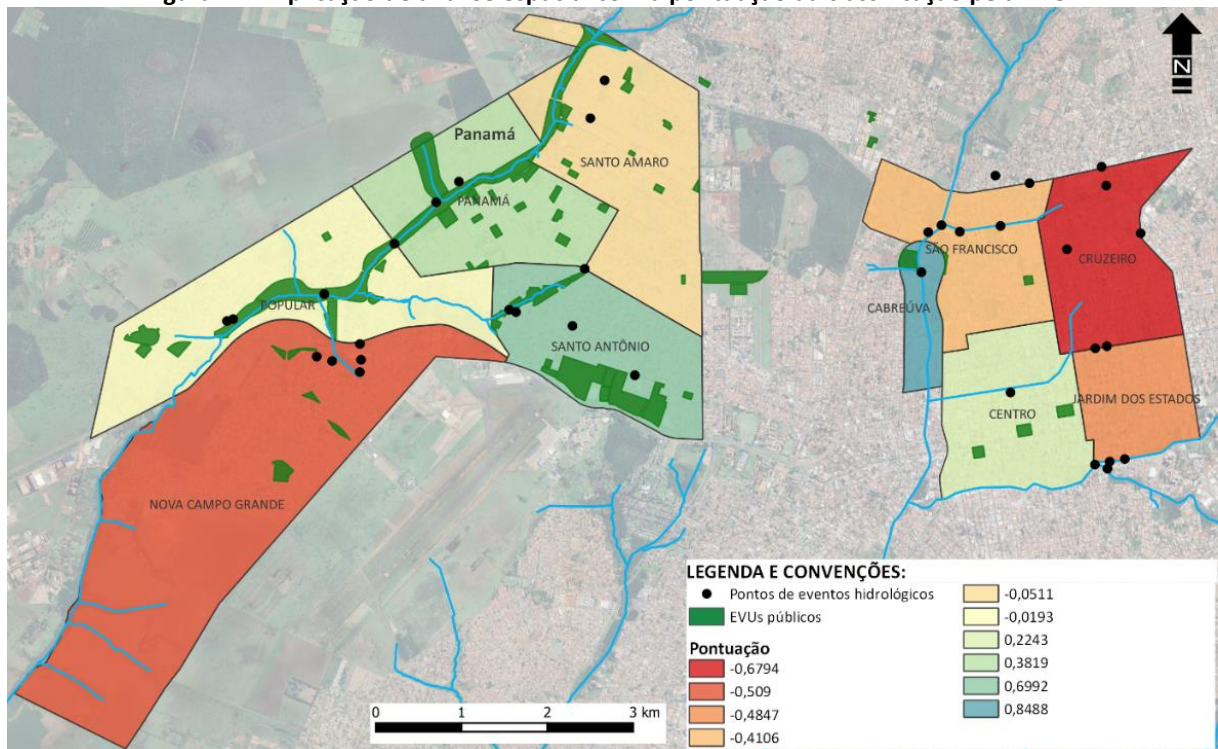 N
Panamá
SANTO AMARO
PANAMÁ
POPULAR
SANTO ANTÔNIO
NOVA CAMPO GRANDE
SÃO FRANCISCO
CRUZEIRO
CABREÚVA
CENTRO
JARDIM DOS ESTADOS
LEGENDA E CONVENÇÕES:
Pontos de eventos hidrológicos
EVUs públicos
Pontuação
-0,6794
-0,509
-0,4847
-0,4106
-0,0511
-0,0193
0,2243
0,3819
0,6992
0,8488
0 1 2 3 km